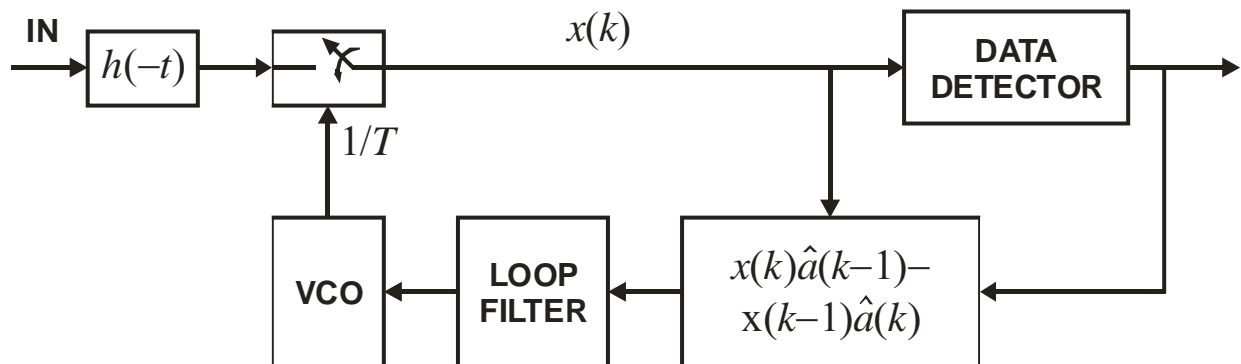 IN
h(−t)
x(k)
DATA
DETECTOR
1/T
VCO
LOOP
FILTER
x(k)â(k−1)−
x(k−1)â(k)